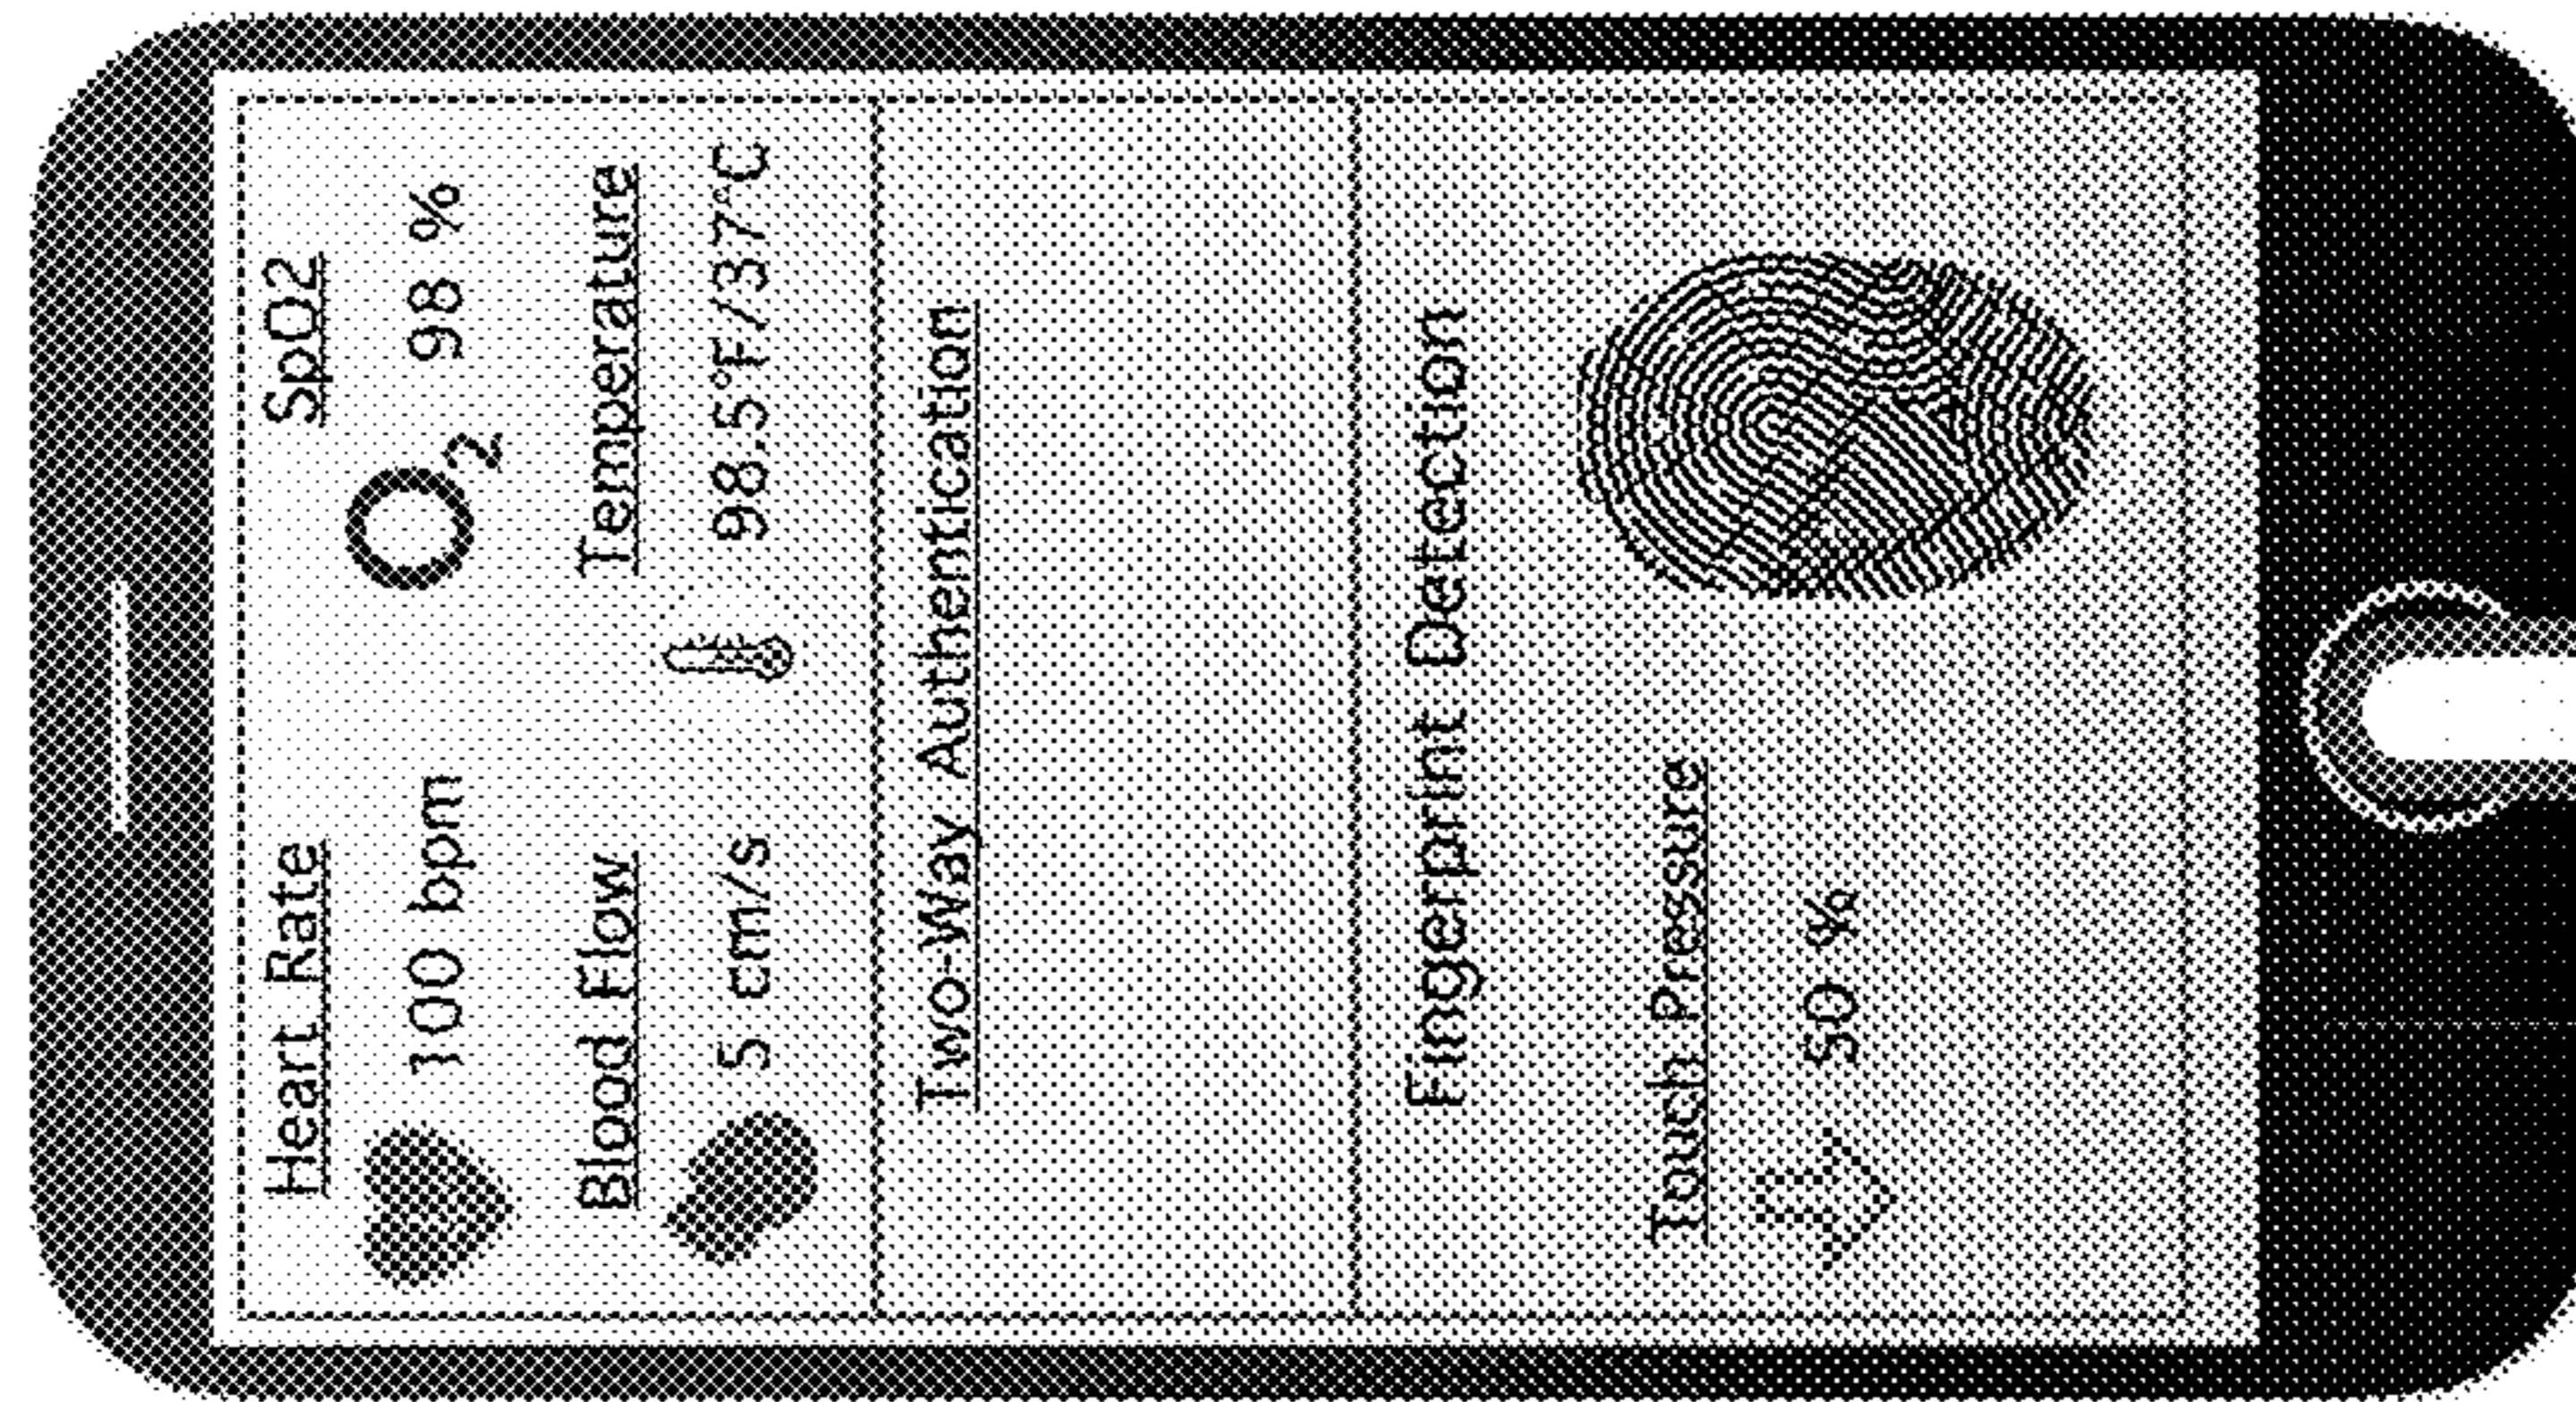 Heart Rate SpO2
100 bpm O2 98 %
Blood Flow Temperature
5 cm/s 98.5°F/37°C
Two-Way Authentication
Fingerprint Detection
Touch Pressure
50 %